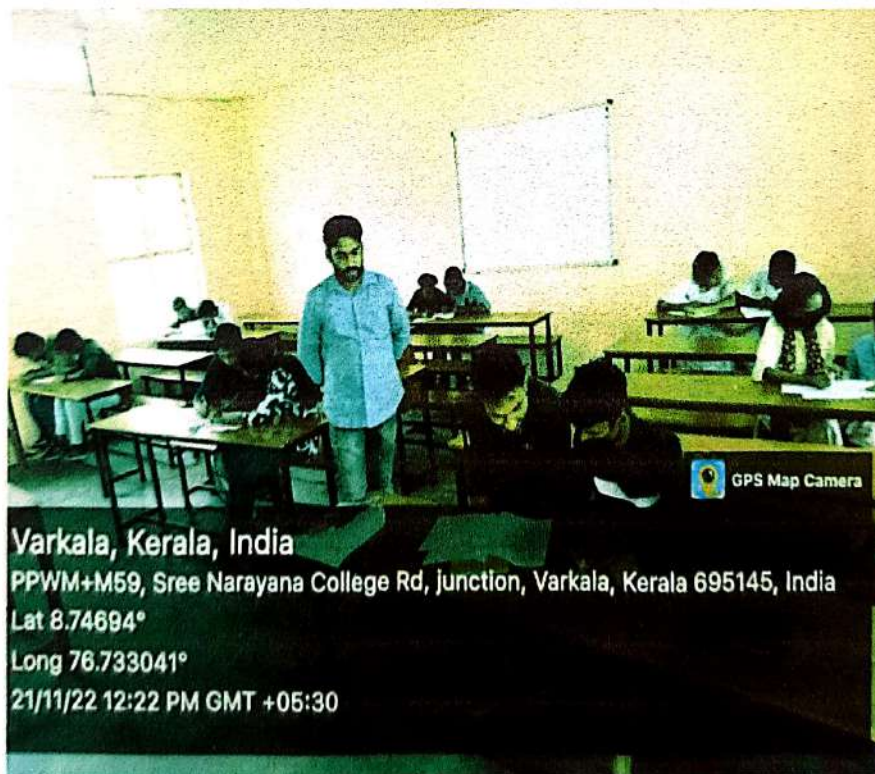 GPS Map Camera
Varkala, Kerala, India
PPWM+M59, Sree Narayana College Rd, junction, Varkala, Kerala 695145, India
Lat 8.74694°
Long 76.733041°
21/11/22 12:22 PM GMT +05:30